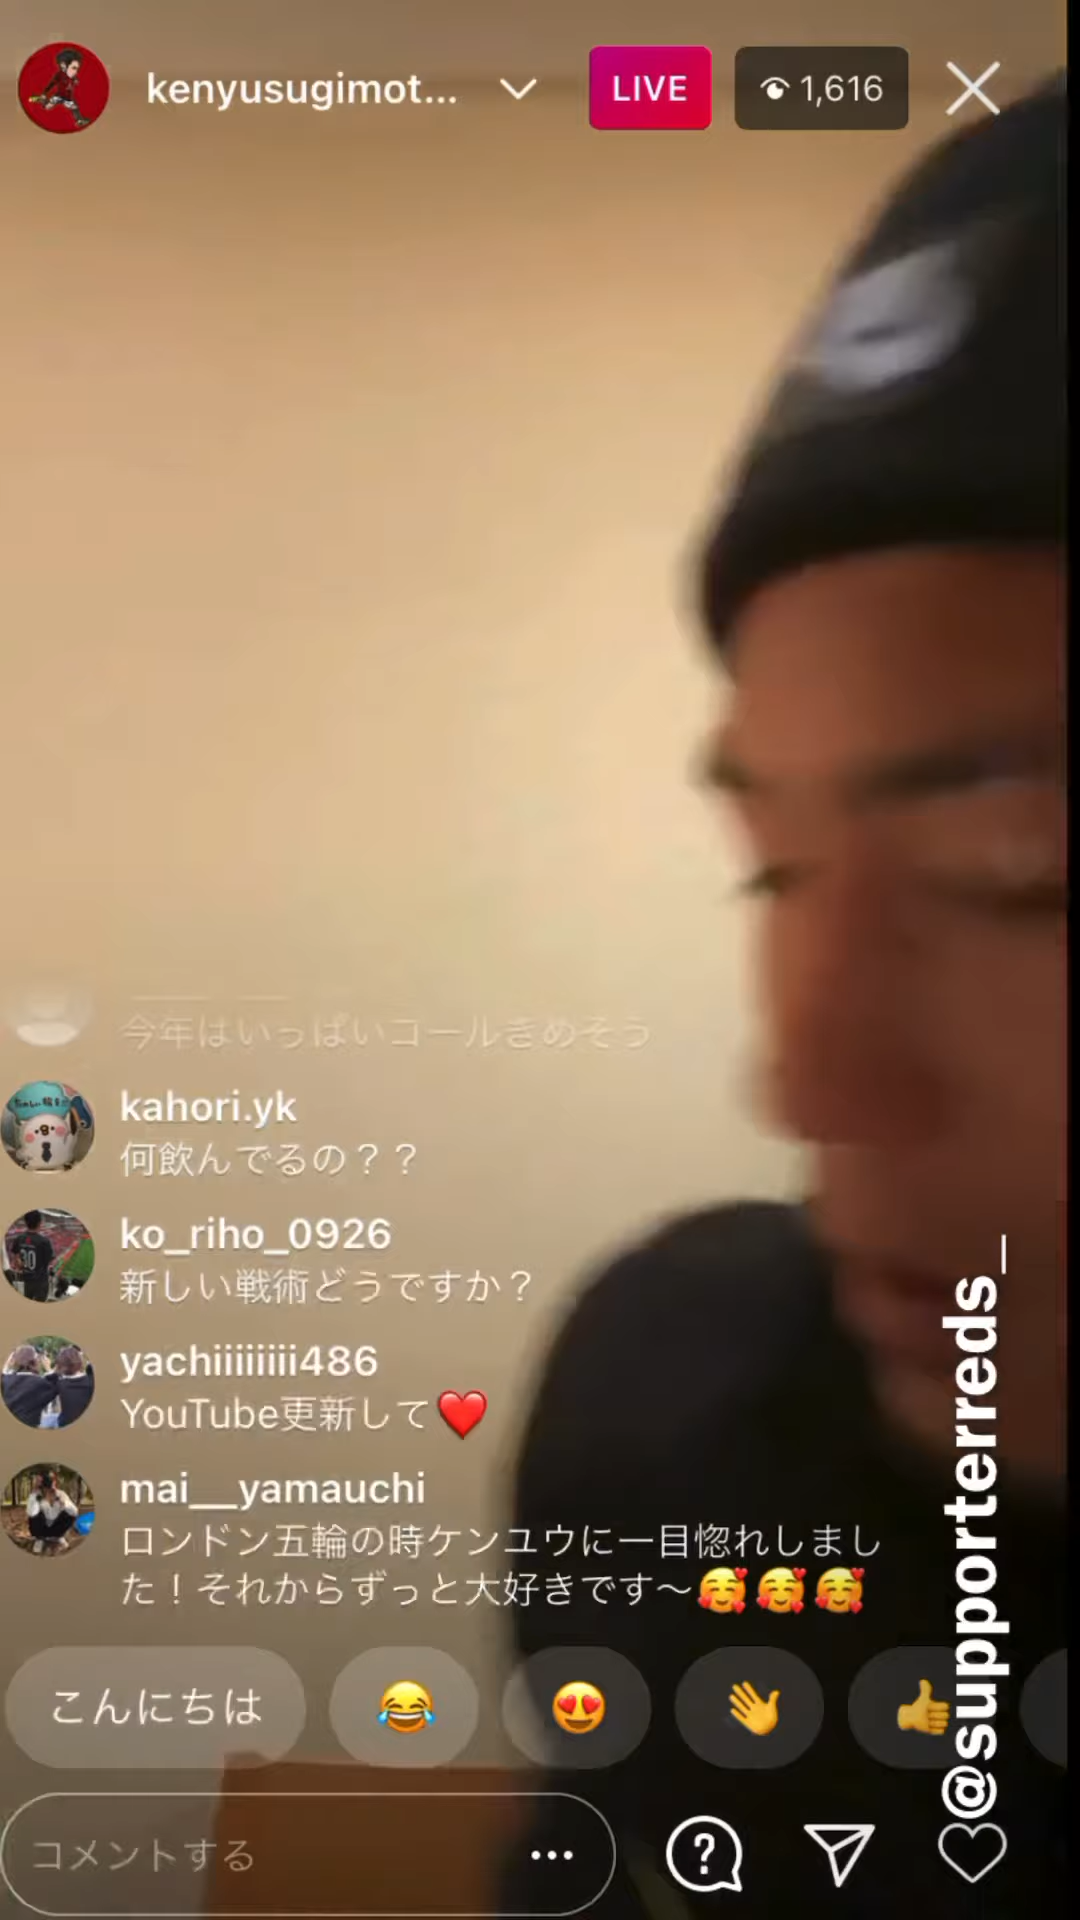 kenyusugimot...
LIVE
1,616
今年はいっぱいコールきめそう
kahori.yk
何飲んでるの？？
ko_riho_0926
新しい戦術どうですか？
yachiiiiiiiii486
YouTube更新して❤️
mai__yamauchi
ロンドン五輪の時ケンユウに一目惚れしまし
た！それからずっと大好きです〜🥰🥰🥰
こんにちは 😂 😍 👋 👍
コメントする
@supporterreds_